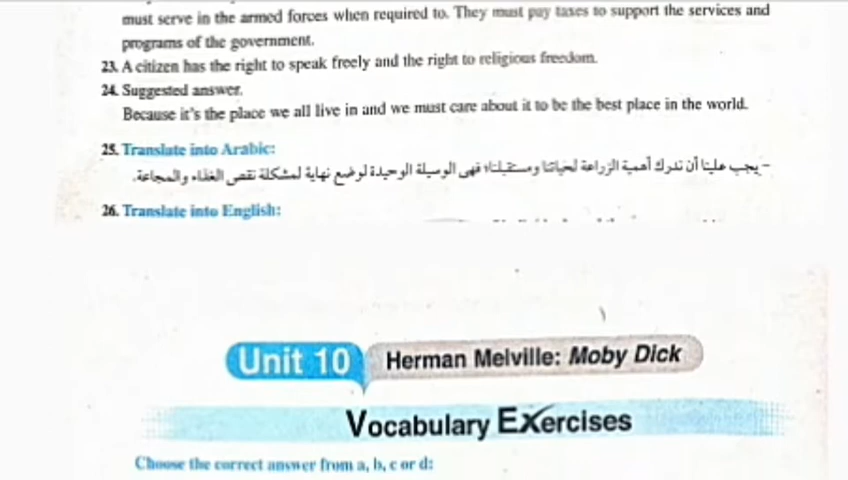 must serve in the armed forces when required to. They must pay taxes to support the services and
programs of the government.
23. A citizen has the right to speak freely and the right to religious freedom.
24. Suggested answer.
Because it's the place we all live in and we must care about it to be the best place in the world.
25. Translate into Arabic:
- يجب علينا أن ندرك أهمية الزراعة لحياتنا ومستقبلنا، فهى الوسيلة الوحيدة لوضع نهاية لمشكلة نقص الغذاء والمجاعة.
26. Translate into English:
Unit 10 Herman Melville: Moby Dick
Vocabulary Exercises
Choose the correct answer from a, b, c or d: